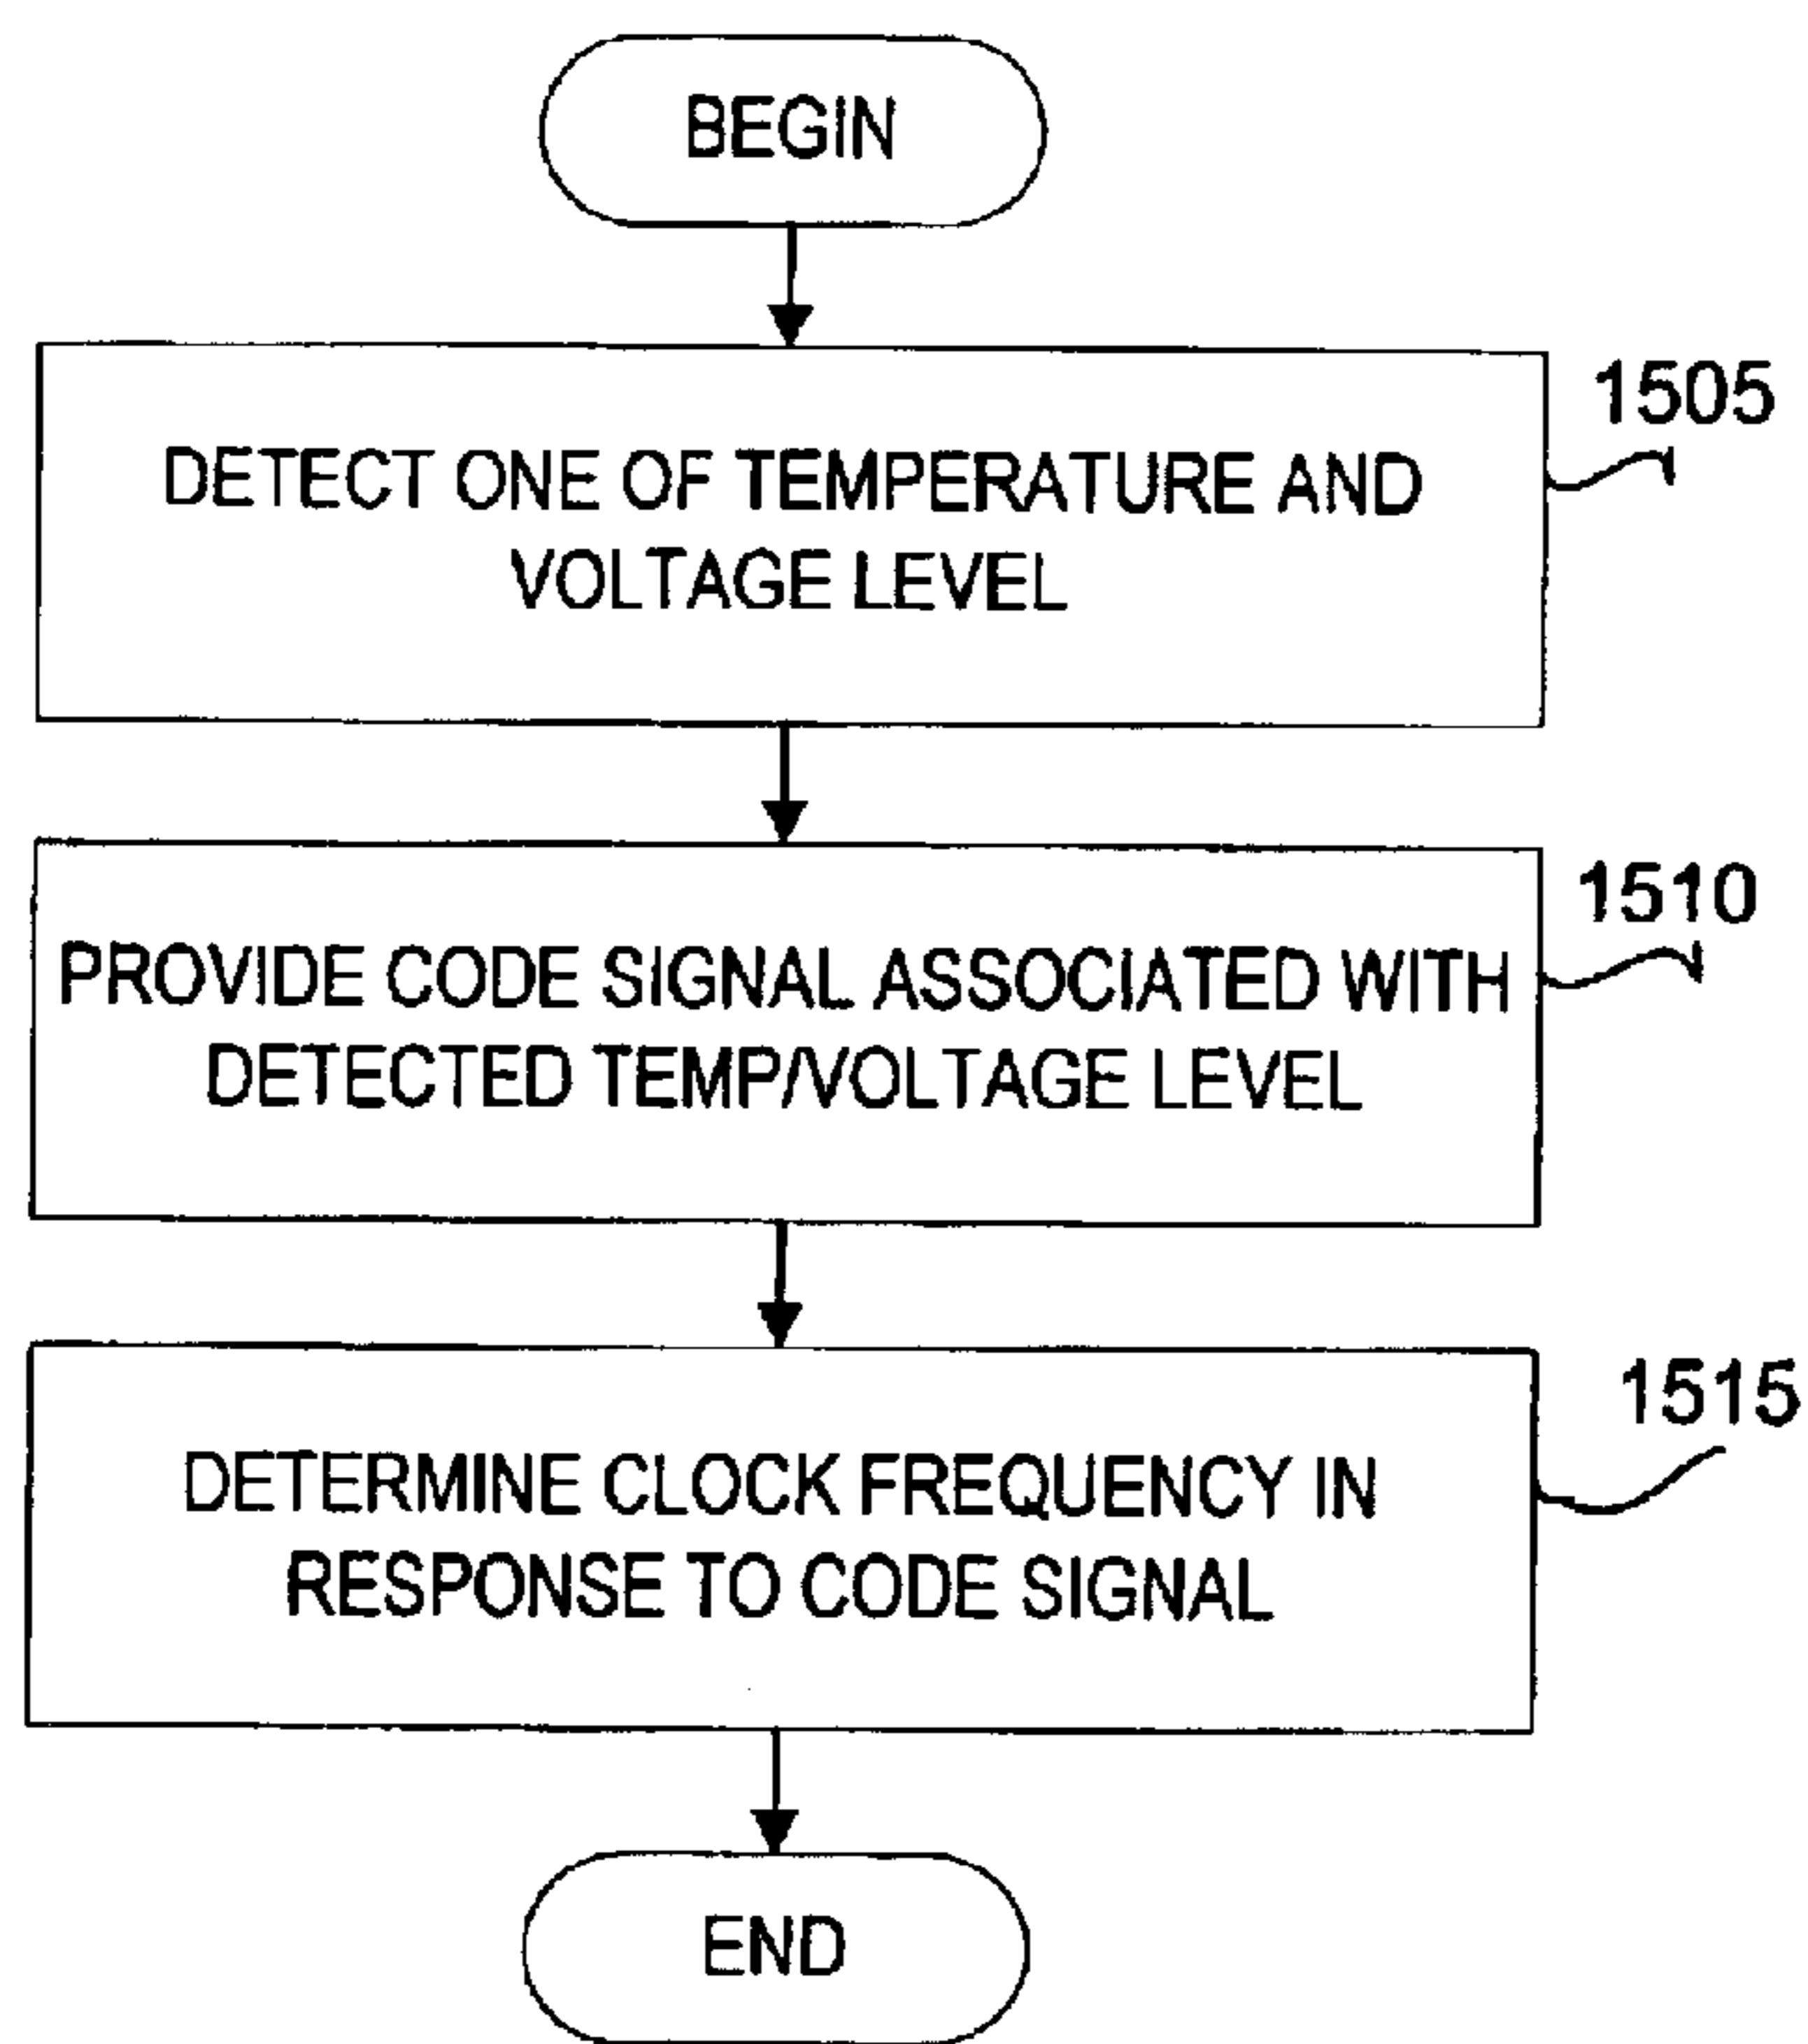 BEGIN
DETECT ONE OF TEMPERATURE AND
VOLTAGE LEVEL
1505
PROVIDE CODE SIGNAL ASSOCIATED WITH
DETECTED TEMP/VOLTAGE LEVEL
1510
DETERMINE CLOCK FREQUENCY IN
RESPONSE TO CODE SIGNAL
1515
END